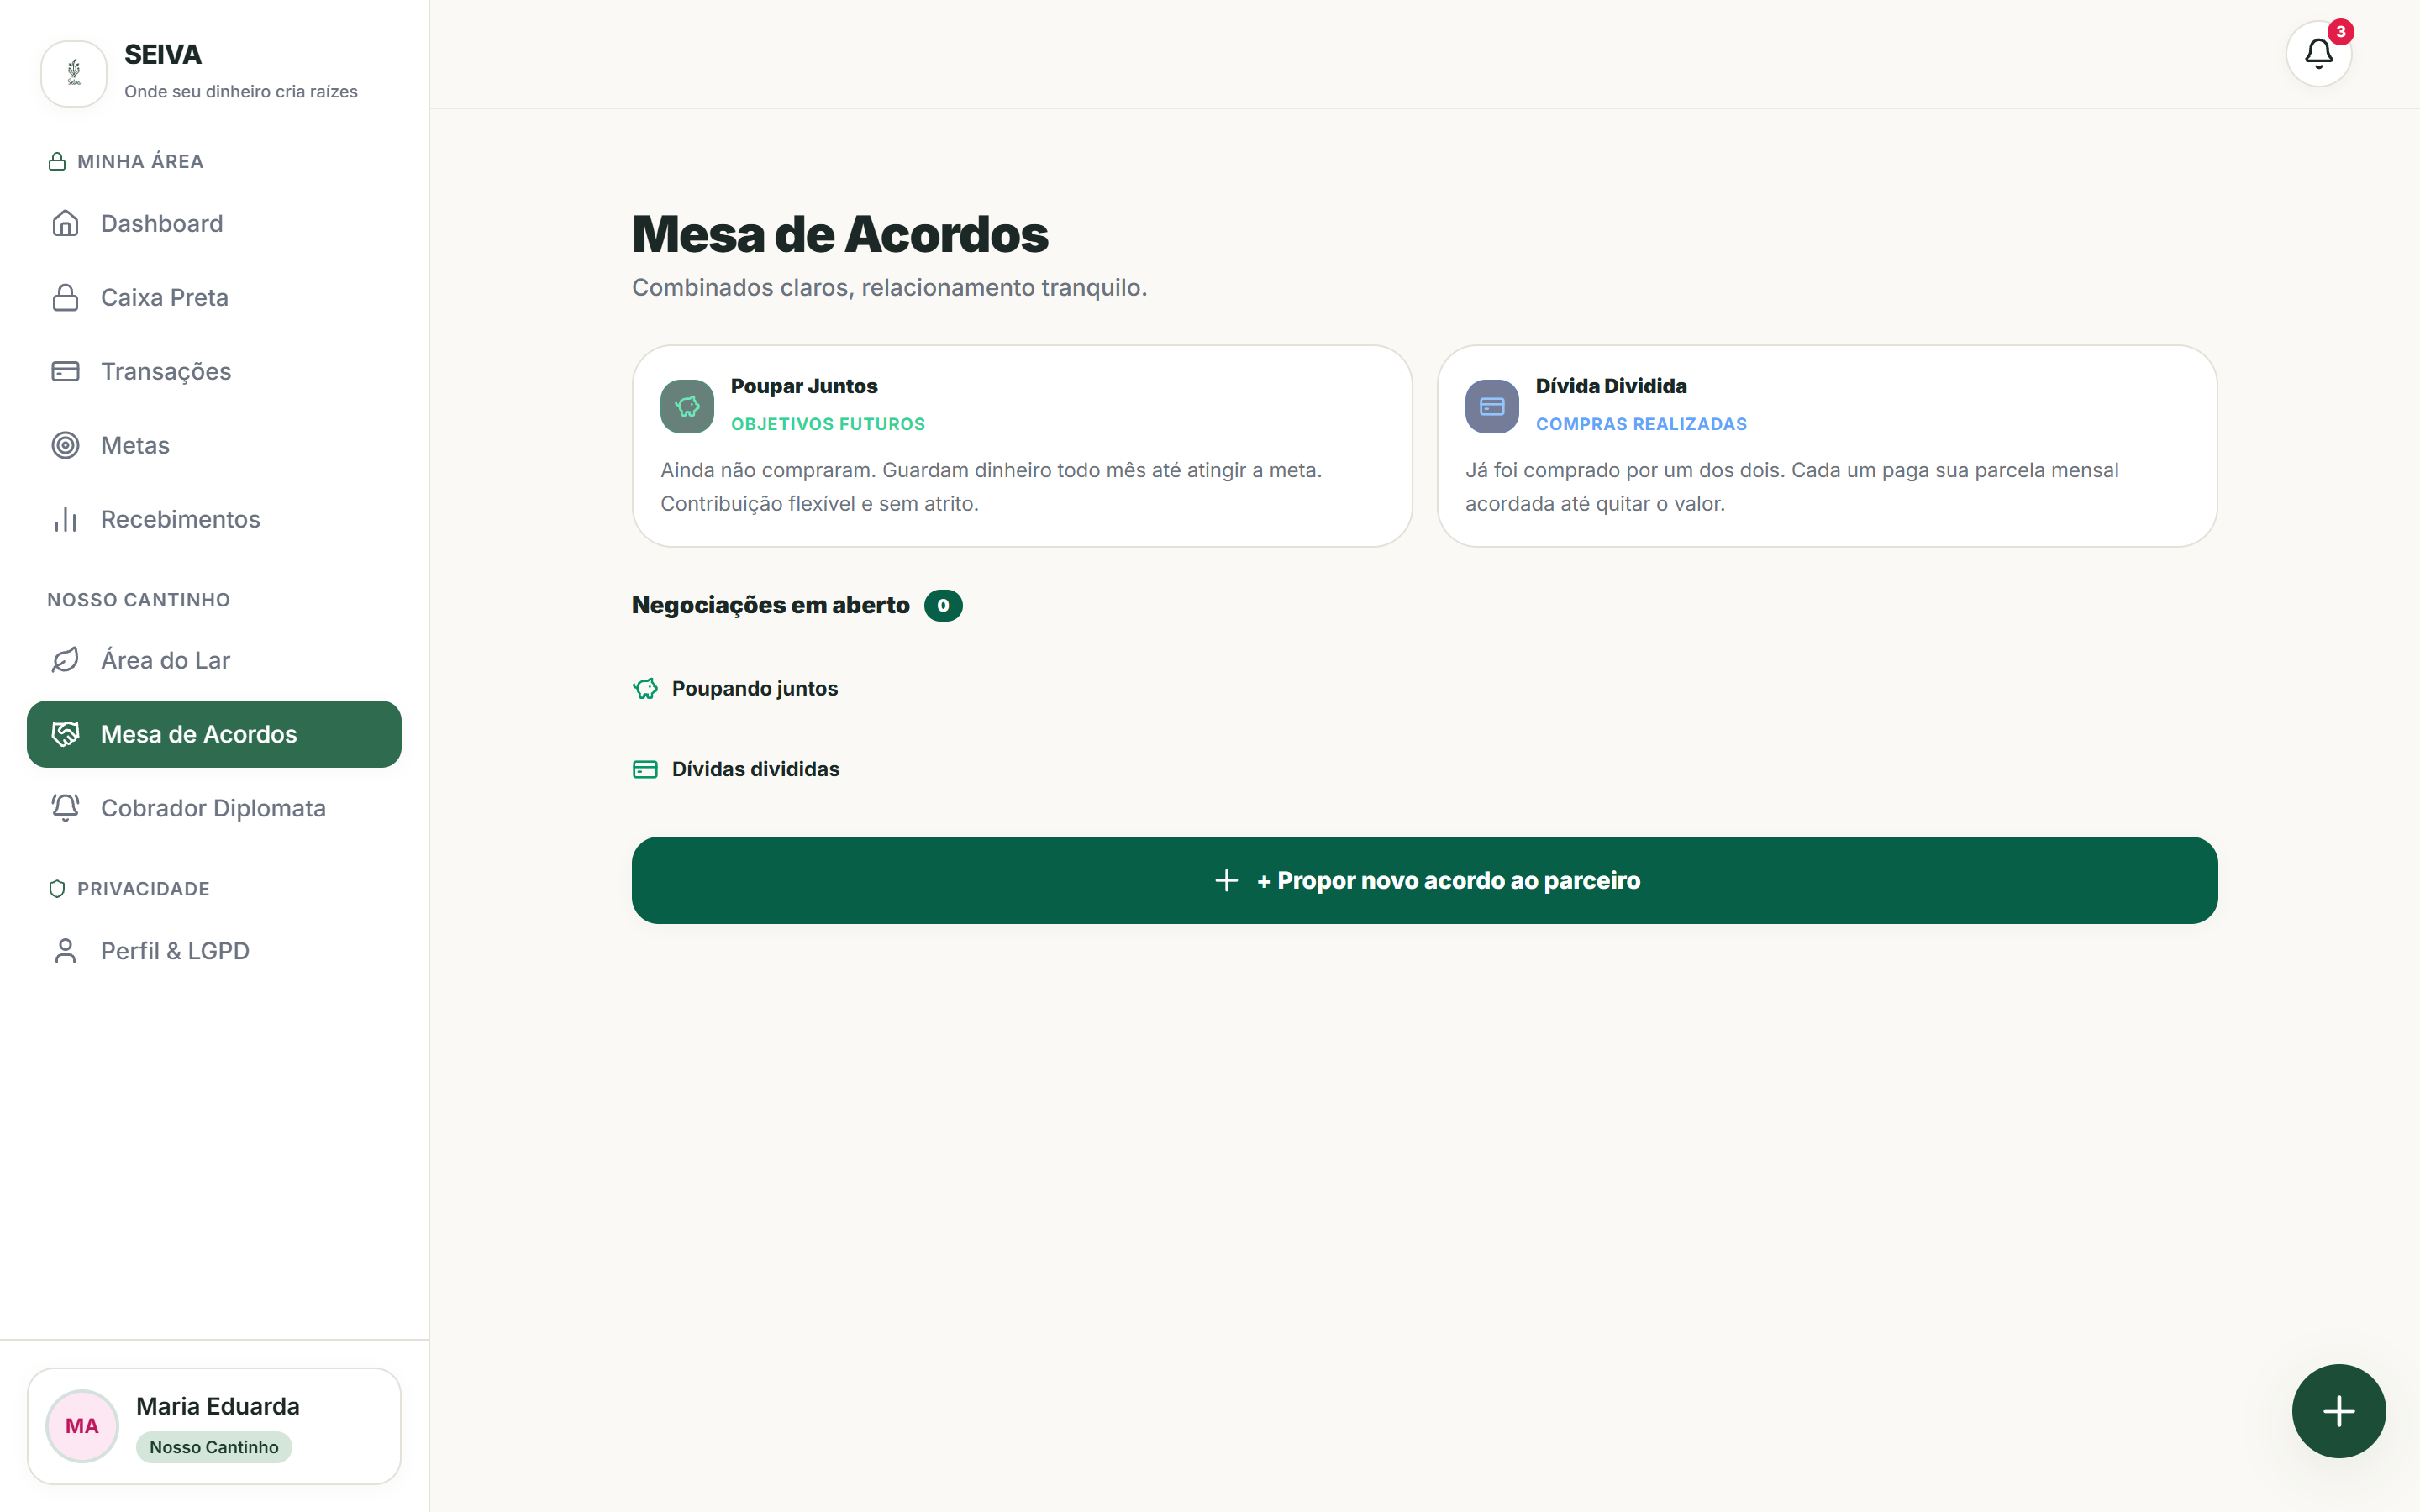 SEIVA
Onde seu dinheiro cria raízes
MINHA ÁREA
Dashboard
Caixa Preta
Transações
Metas
Recebimentos
NOSSO CANTINHO
Área do Lar
Mesa de Acordos
Cobrador Diplomata
PRIVACIDADE
Perfil & LGPD
MA
Maria Eduarda
Nosso Cantinho
3
Mesa de Acordos
Combinados claros, relacionamento tranquilo.
Poupar Juntos
OBJETIVOS FUTUROS
Ainda não compraram. Guardam dinheiro todo mês até atingir a meta.
Contribuição flexível e sem atrito.
Dívida Dividida
COMPRAS REALIZADAS
Já foi comprado por um dos dois. Cada um paga sua parcela mensal
acordada até quitar o valor.
Negociações em aberto 0
Poupando juntos
Dívidas divididas
+ Propor novo acordo ao parceiro